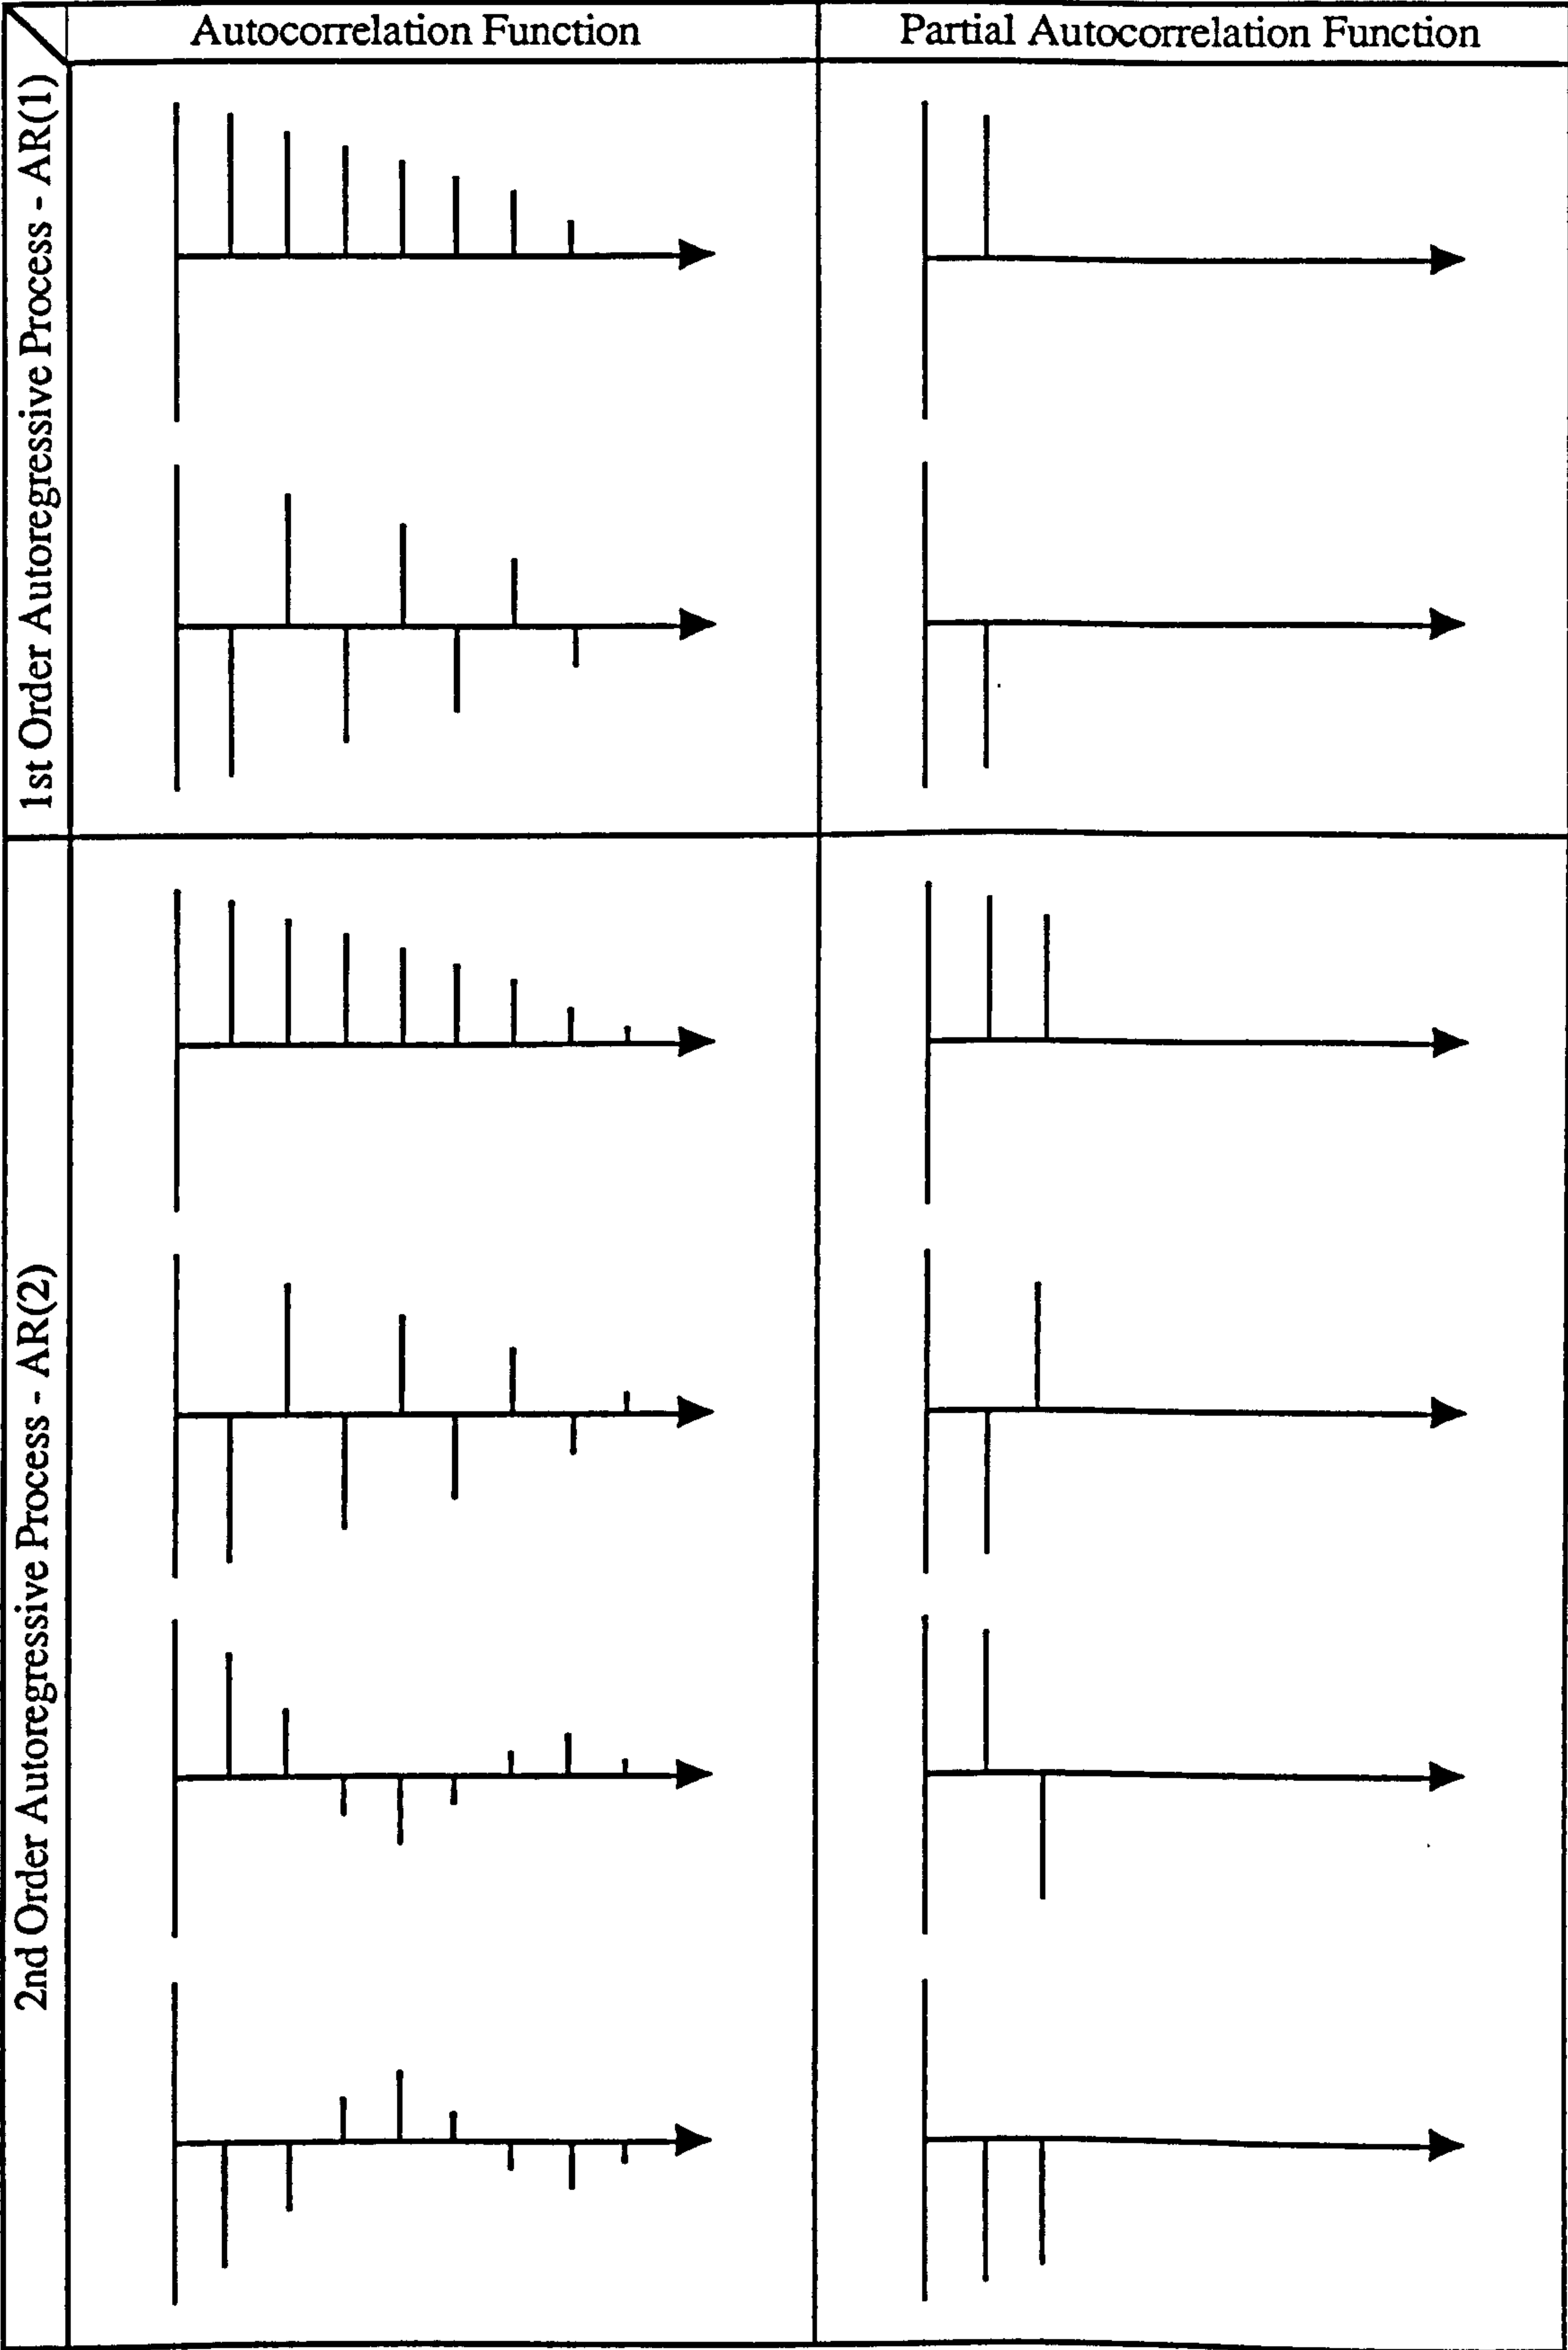 Autocorrelation Function
Partial Autocorrelation Function
1st Order Autoregressive Process - AR(1)
2nd Order Autoregressive Process - AR(2)